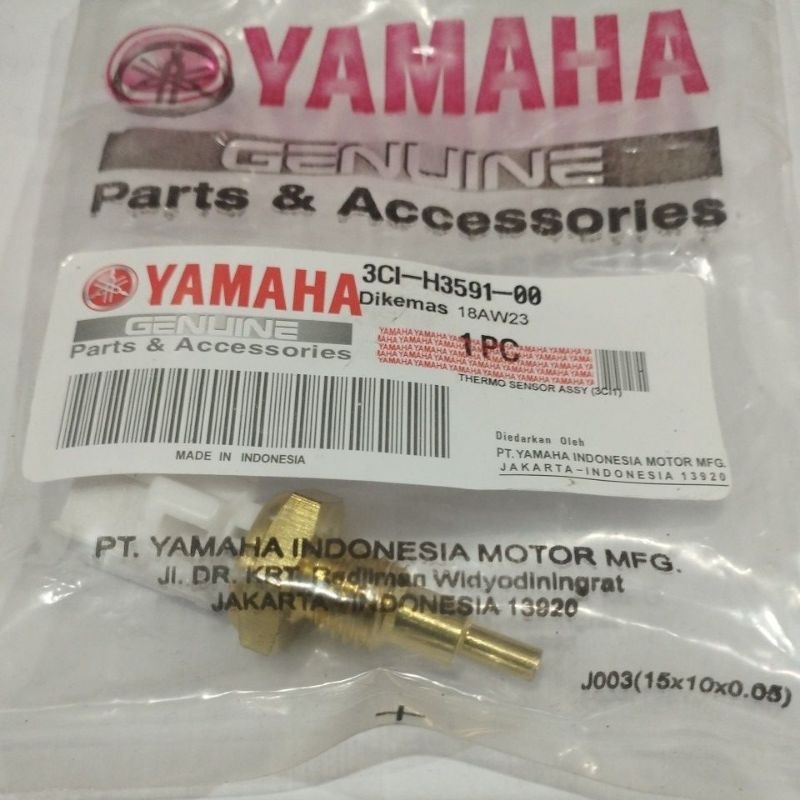 YAMAHA
GENUINE
Parts & Accessories
YAMAHA
GENUINE
Parts & Accessories
3CI-H3591-00
Dikemas 18AW23
1 PC
THERMO SENSOR ASSY (3CI1)
MADE IN INDONESIA
Diedarkan Oleh
PT. YAMAHA INDONESIA MOTOR MFG.
JAKARTA-INDONESIA 13920
PT. YAMAHA INDONESIA MOTOR MFG.
Jl. DR. KRT. Radjiman Widyodiningrat
JAKARTA - INDONESIA 13920
J003(15x10x0.05)